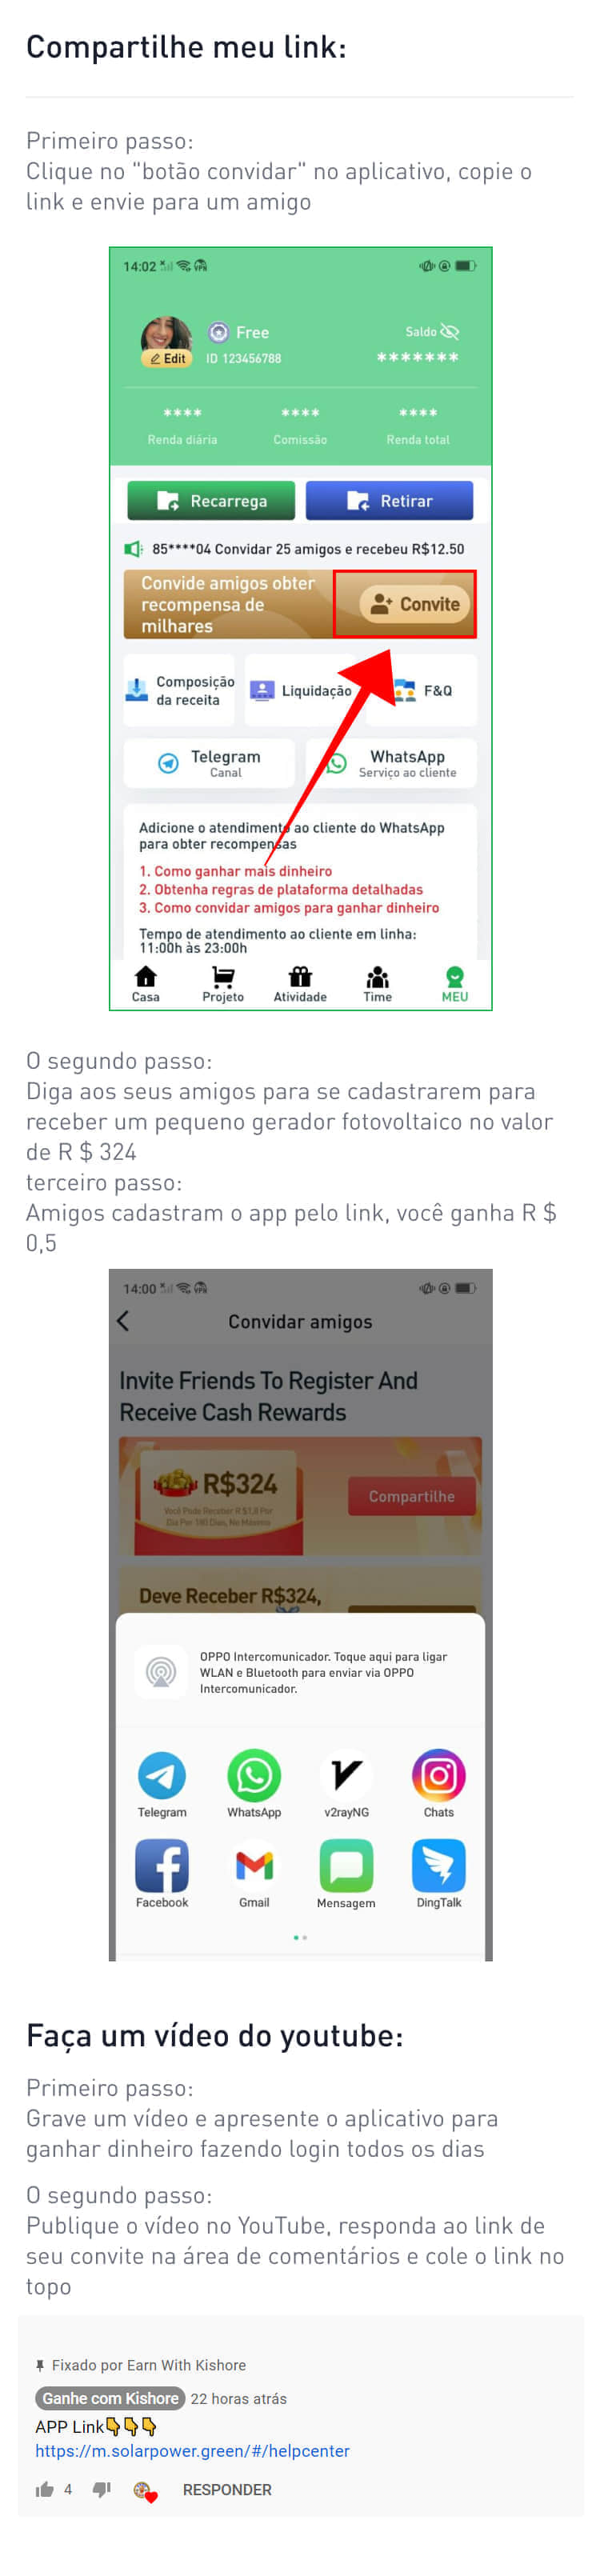 Compartilhe meu link:
Primeiro passo:
Clique no "botão convidar" no aplicativo, copie o
link e envie para um amigo
14:02
VPN
Free
Saldo
Edit
ID 123456788
*******
****
****
****
Renda diária
Comissão
Renda total
Recarrega
Retirar
85****04 Convidar 25 amigos e recebeu R$12.50
Convide amigos obter
recompensa de
milhares
Convite
Composição
da receita
Liquidação
F&Q
Telegram
Canal
WhatsApp
Serviço ao cliente
Adicione o atendimento ao cliente do WhatsApp
para obter recompensas
1. Como ganhar mais dinheiro
2. Obtenha regras de plataforma detalhadas
3. Como convidar amigos para ganhar dinheiro
Tempo de atendimento ao cliente em linha:
11:00h às 23:00h
Casa
Projeto
Atividade
Time
MEU
O segundo passo:
Diga aos seus amigos para se cadastrarem para
receber um pequeno gerador fotovoltaico no valor
de R $ 324
terceiro passo:
Amigos cadastram o app pelo link, você ganha R $
0,5
14:00
VPN
Convidar amigos
Invite Friends To Register And
Receive Cash Rewards
R$324
Você Pode Receber R$1,8 Por
Dia Por 180 Dias, No Máximo
Compartilhe
Deve Receber R$324,
OPPO Intercomunicador. Toque aqui para ligar
WLAN e Bluetooth para enviar via OPPO
Intercomunicador.
Telegram
WhatsApp
v2rayNG
Chats
Facebook
Gmail
Mensagem
DingTalk
Faça um vídeo do youtube:
Primeiro passo:
Grave um vídeo e apresente o aplicativo para
ganhar dinheiro fazendo login todos os dias
O segundo passo:
Publique o vídeo no YouTube, responda ao link de
seu convite na área de comentários e cole o link no
topo
Fixado por Earn With Kishore
Ganhe com Kishore 22 horas atrás
APP Link👇👇👇
https://m.solarpower.green/#/helpcenter
4
RESPONDER